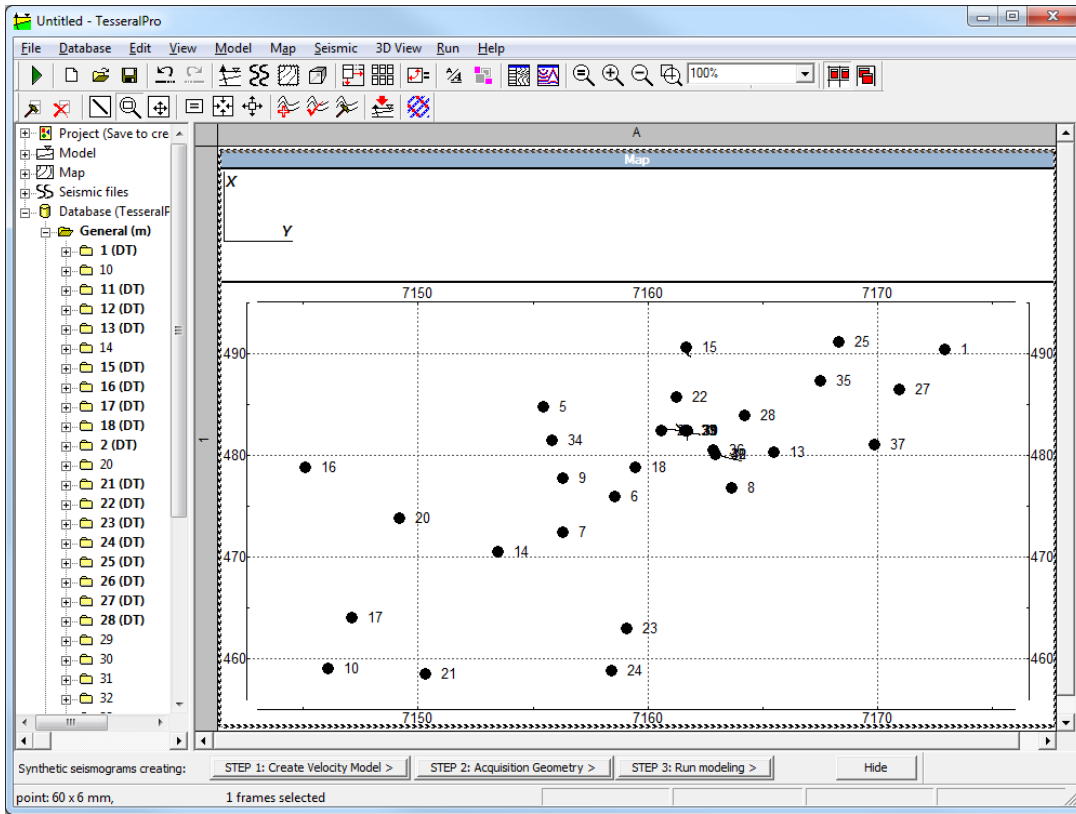 Untitled - TesseralPro
File Database Edit View Model Map Seismic 3D View Run Help
100%
Project (Save to cre
Model
Map
Seismic files
Database (TesseralP
General (m)
1 (DT)
10
11 (DT)
12 (DT)
13 (DT)
14
15 (DT)
16 (DT)
17 (DT)
18 (DT)
2 (DT)
20
21 (DT)
22 (DT)
23 (DT)
24 (DT)
25 (DT)
26 (DT)
27 (DT)
28 (DT)
29
30
31
32
A
1
Map
X
Y
7150 7160 7170
25
15
1
490 490
35
27
22
5
28
34
36
37
13
480 480
16
18
9
8
6
20
7
14
470 470
17
23
460 460
10
24
21
7150 7160 7170
Synthetic seismograms creating: STEP 1: Create Velocity Model > STEP 2: Acquisition Geometry > STEP 3: Run modeling > Hide
point: 60 x 6 mm, 1 frames selected